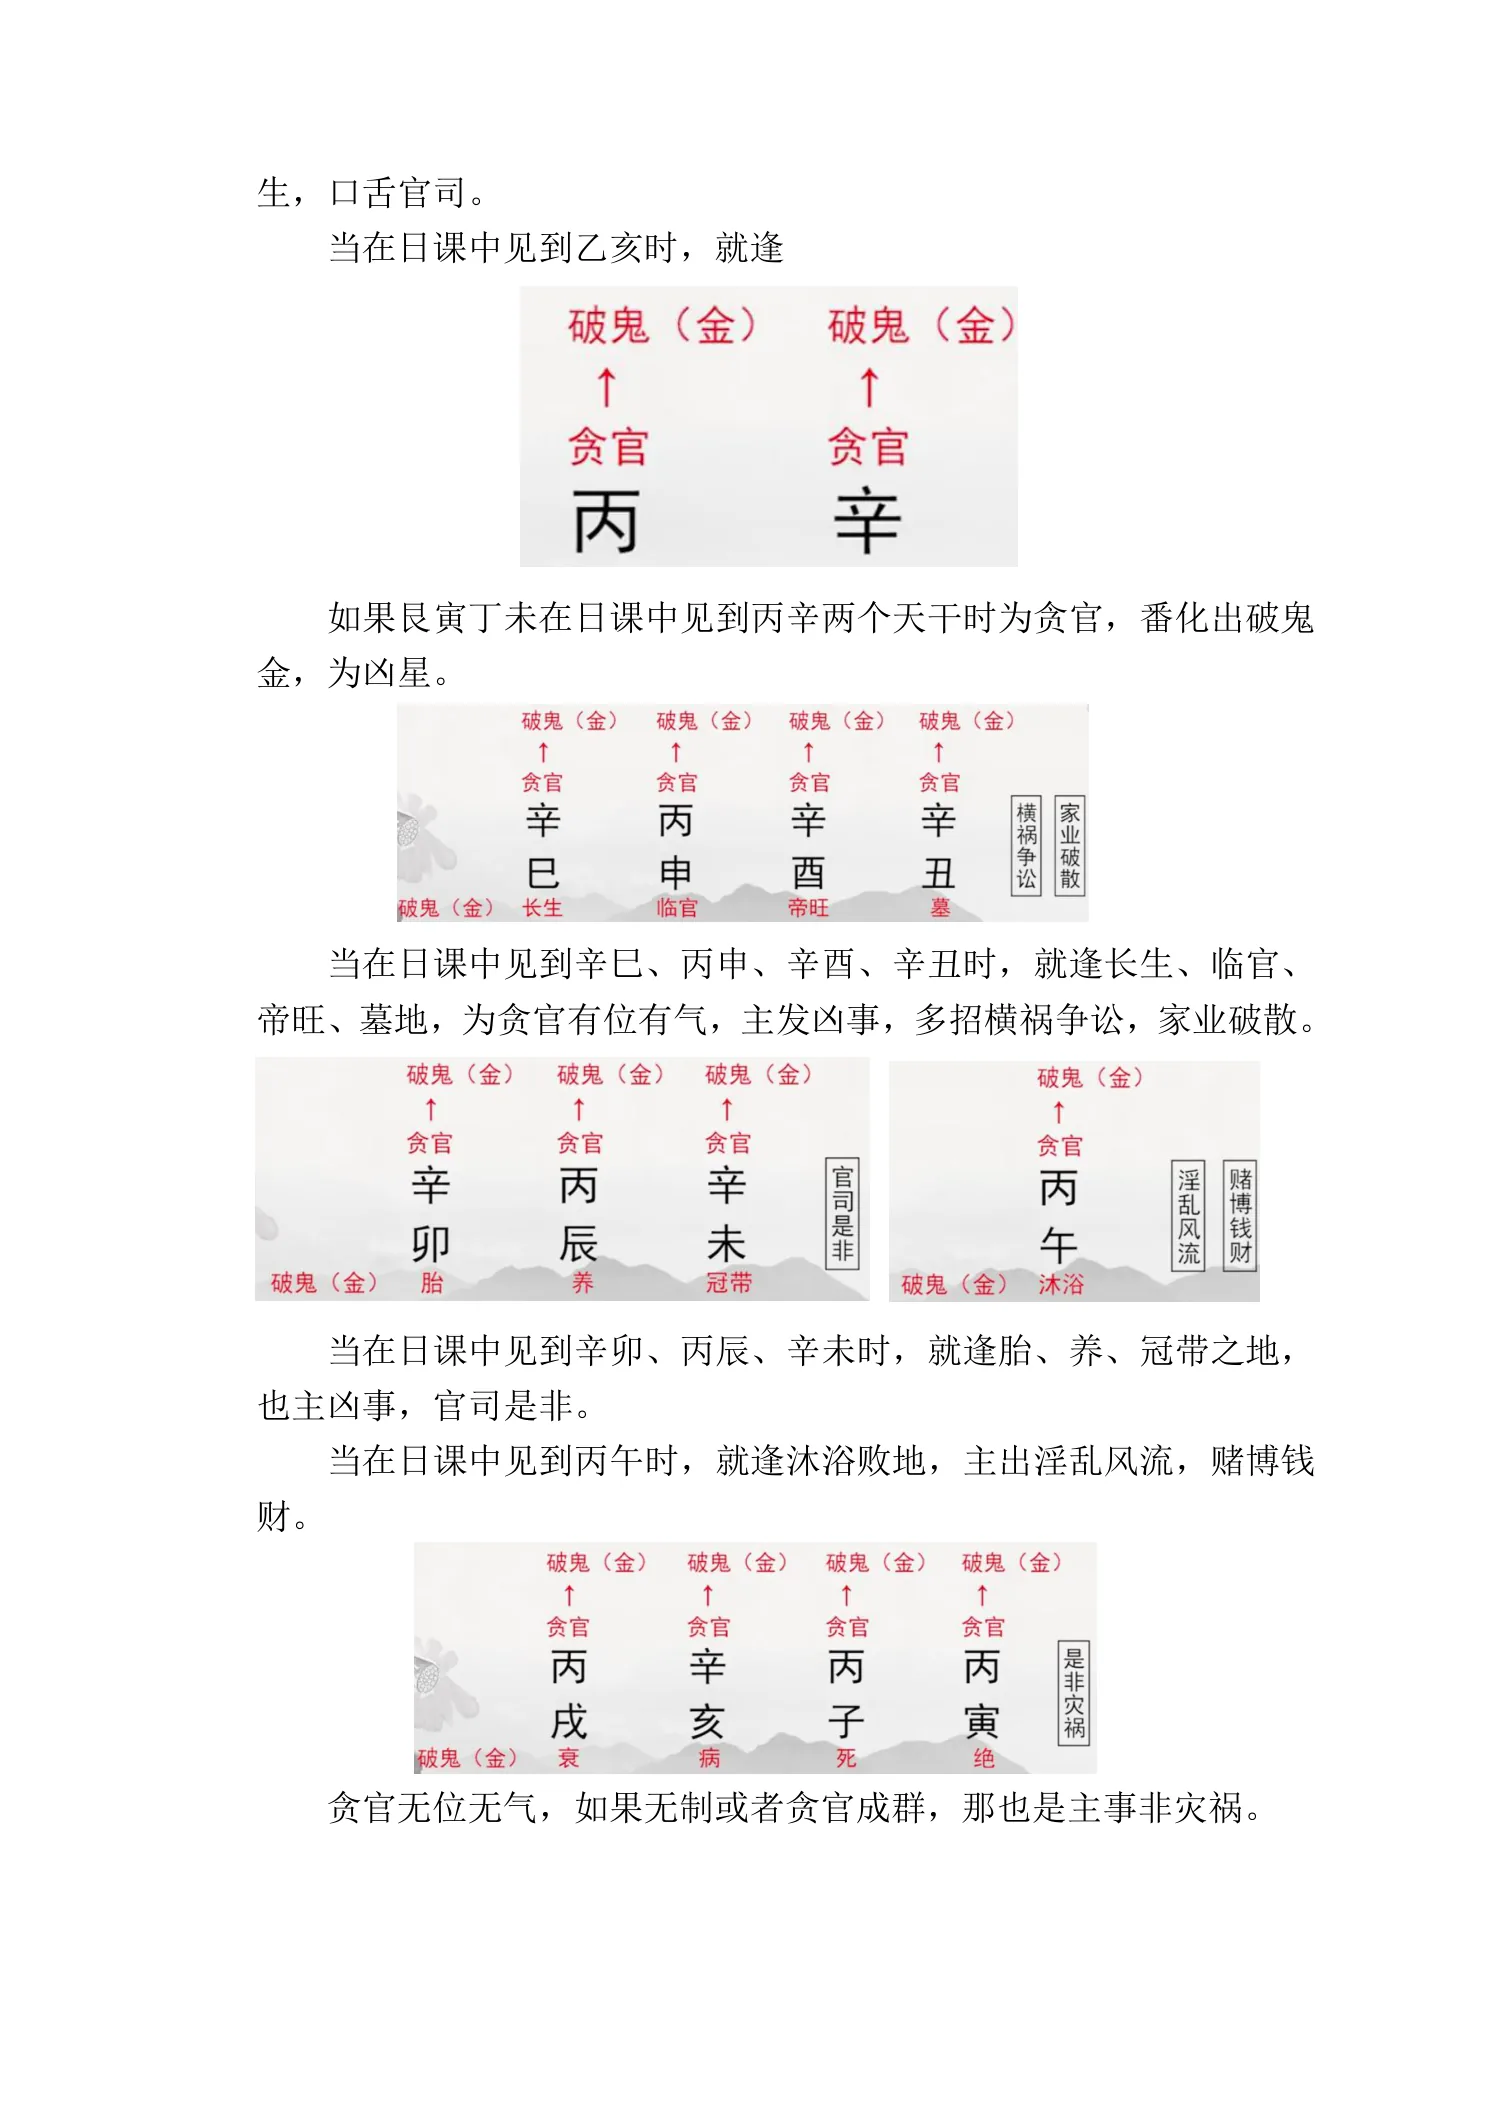 生，口舌官司。
当在日课中见到乙亥时，就逢
破鬼（金） 破鬼（金）
↑ ↑
贪官 贪官
丙 辛
如果艮寅丁未在日课中见到丙辛两个天干时为贪官，番化出破鬼
金，为凶星。
破鬼（金） 破鬼（金） 破鬼（金） 破鬼（金）
↑ ↑ ↑ ↑
贪官 贪官 贪官 贪官
辛 丙 辛 辛
巳 申 酉 丑
破鬼（金） 长生 临官 帝旺 墓
横祸争讼
家业破散
当在日课中见到辛巳、丙申、辛酉、辛丑时，就逢长生、临官、
帝旺、墓地，为贪官有位有气，主发凶事，多招横祸争讼，家业破散。
破鬼（金） 破鬼（金） 破鬼（金）
↑ ↑ ↑
贪官 贪官 贪官
辛 丙 辛
卯 辰 未
破鬼（金） 胎 养 冠带
官司是非
破鬼（金）
↑
贪官
丙
午
破鬼（金） 沐浴
淫乱风流
赌博钱财
当在日课中见到辛卯、丙辰、辛未时，就逢胎、养、冠带之地，
也主凶事，官司是非。
当在日课中见到丙午时，就逢沐浴败地，主出淫乱风流，赌博钱
财。
破鬼（金） 破鬼（金） 破鬼（金） 破鬼（金）
↑ ↑ ↑ ↑
贪官 贪官 贪官 贪官
丙 辛 丙 丙
戌 亥 子 寅
破鬼（金） 衰 病 死 绝
是非灾祸
贪官无位无气，如果无制或者贪官成群，那也是主事非灾祸。